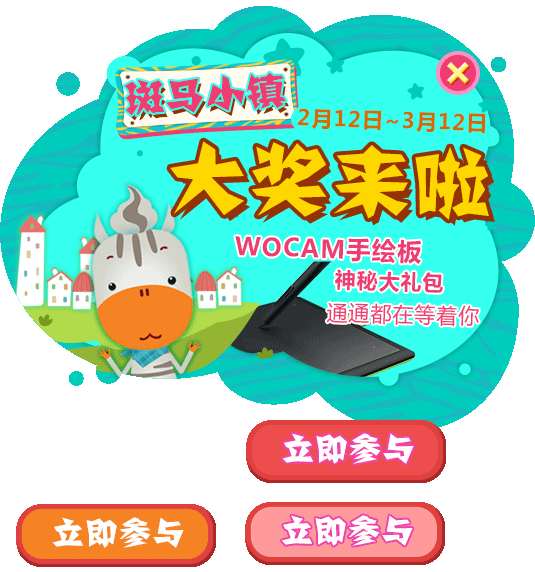 斑马小镇
2月12日~3月12日
大奖来啦
WOCAM手绘板
神秘大礼包
通通都在等着你
立即参与
立即参与
立即参与